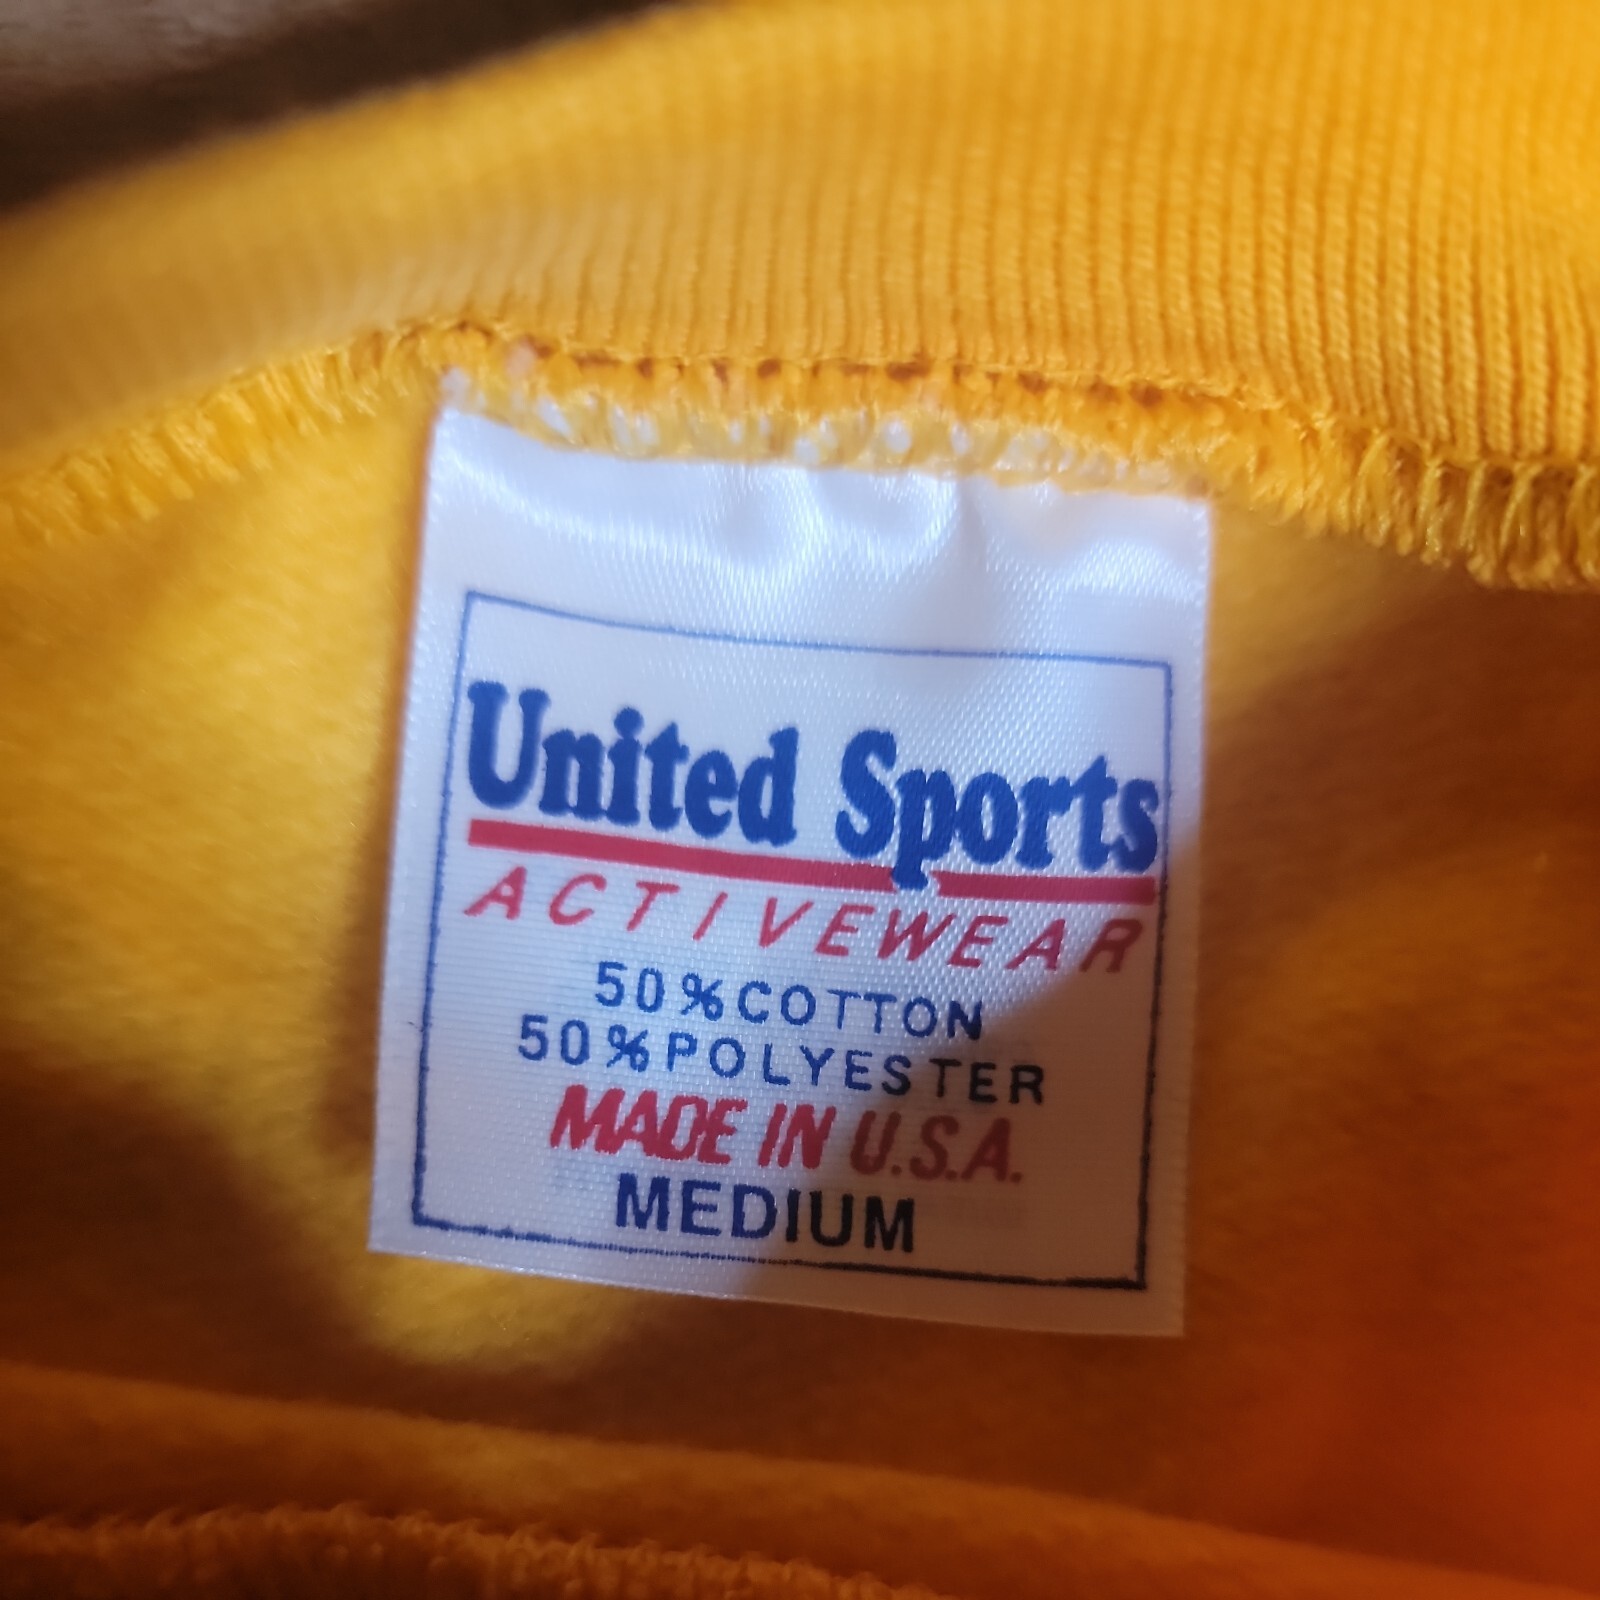 United Sports
ACTIVEWEAR
50% COTTON
50% POLYESTER
MADE IN U.S.A.
MEDIUM